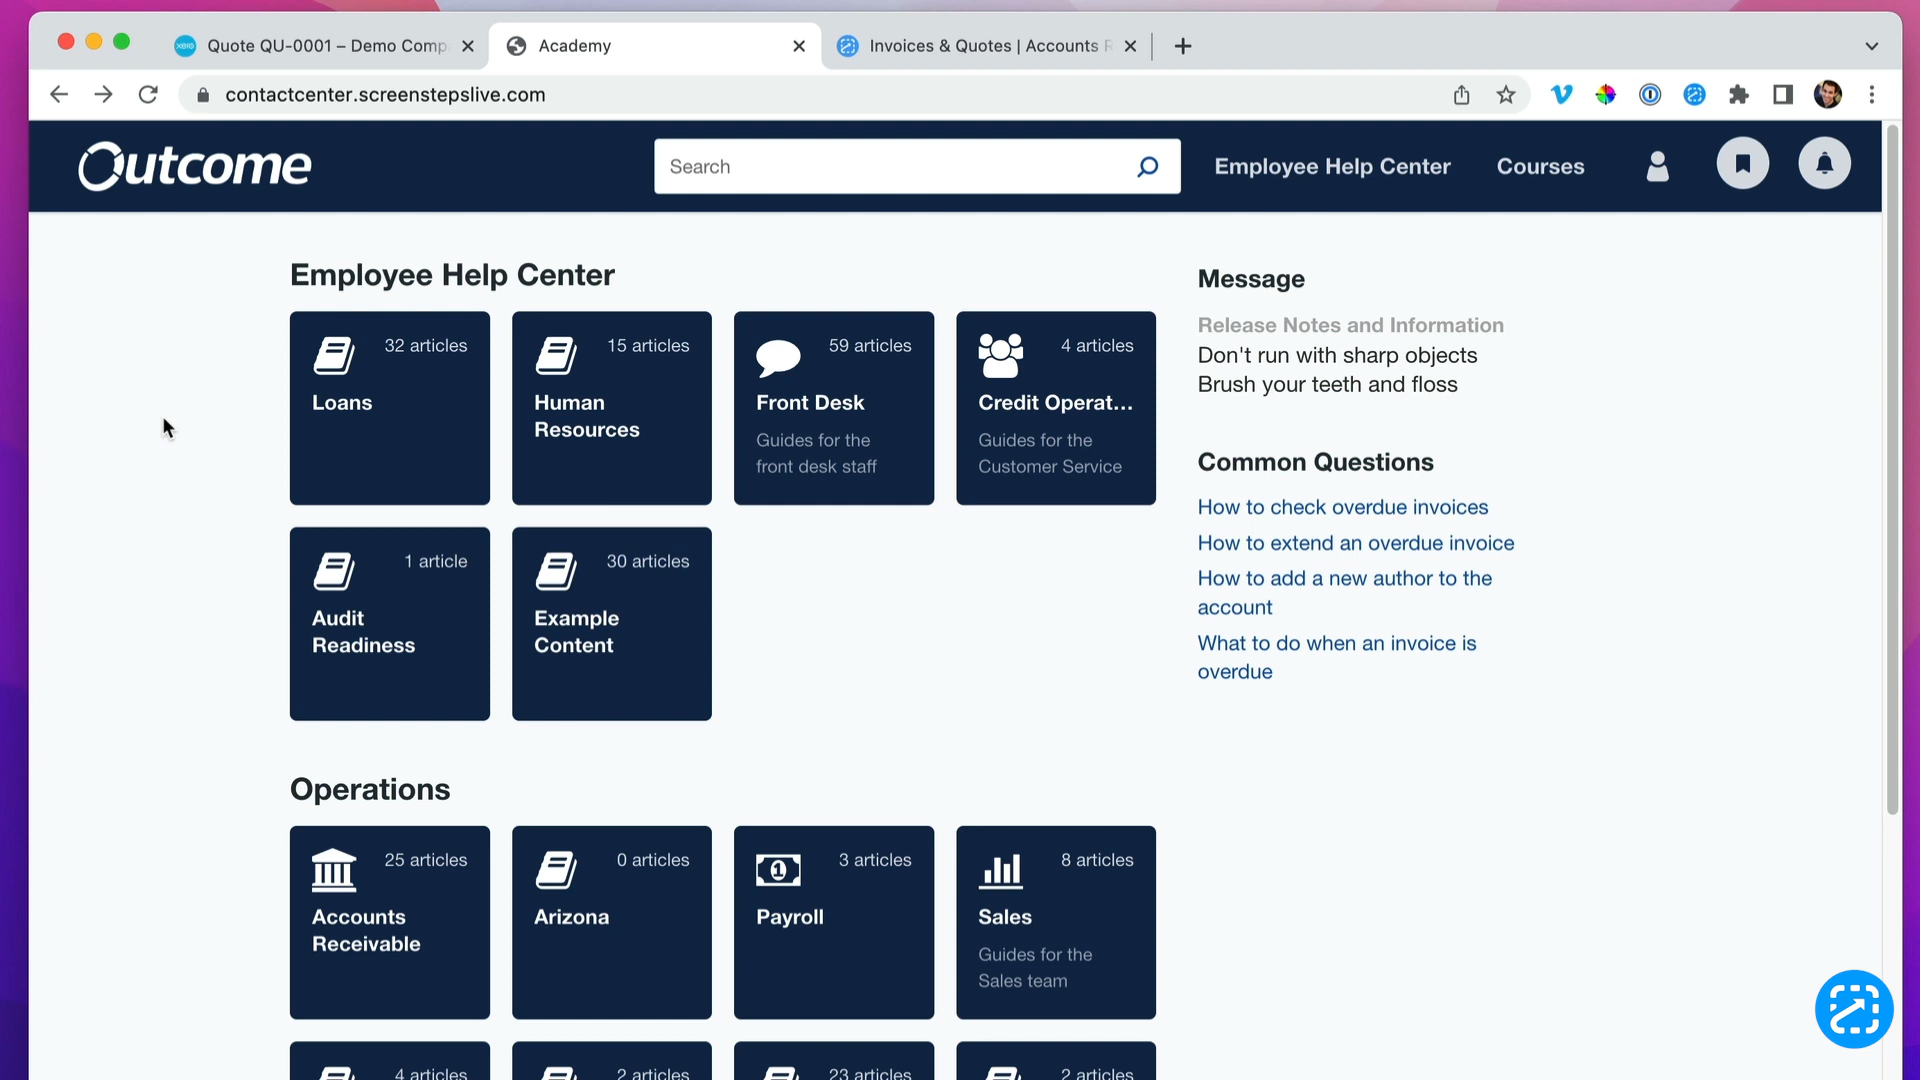 Quote QU-0001 – Demo Comp
Academy
Invoices & Quotes | Accounts R
contactcenter.screenstepslive.com
Outcome
Search
Employee Help Center
Courses
Employee Help Center
32 articles
Loans
15 articles
Human
Resources
59 articles
Front Desk
Guides for the
front desk staff
4 articles
Credit Operat...
Guides for the
Customer Service
1 article
Audit
Readiness
30 articles
Example
Content
Message
Release Notes and Information
Don't run with sharp objects
Brush your teeth and floss
Common Questions
How to check overdue invoices
How to extend an overdue invoice
How to add a new author to the
account
What to do when an invoice is
overdue
Operations
25 articles
Accounts
Receivable
0 articles
Arizona
3 articles
Payroll
8 articles
Sales
Guides for the
Sales team
4 articles
2 articles
23 articles
2 articles